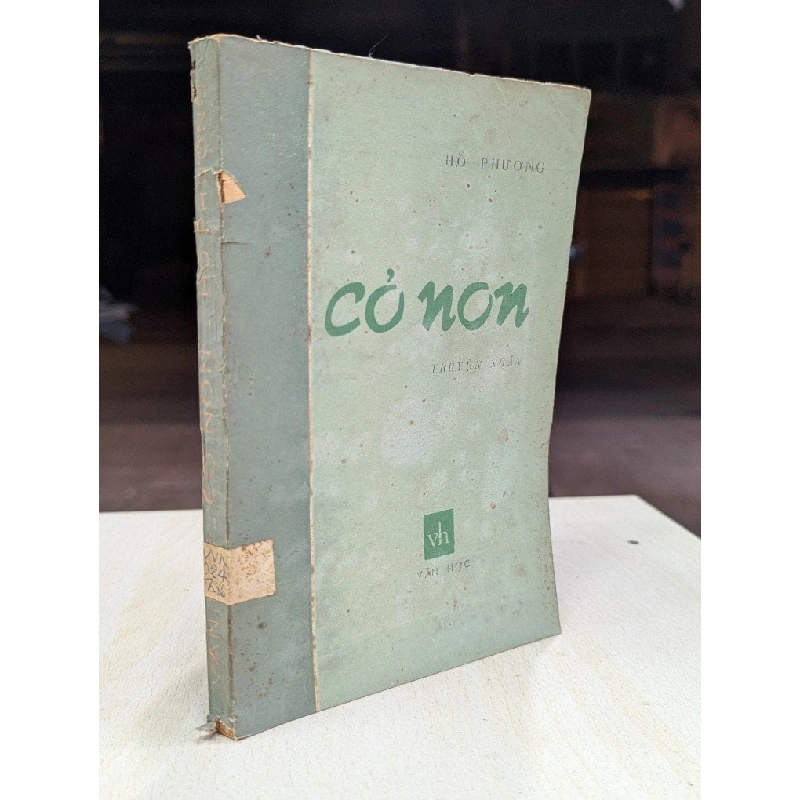 HỒ PHƯƠNG
CỎ NON
TRUYỆN NGẮN
vh
VĂN HỌC